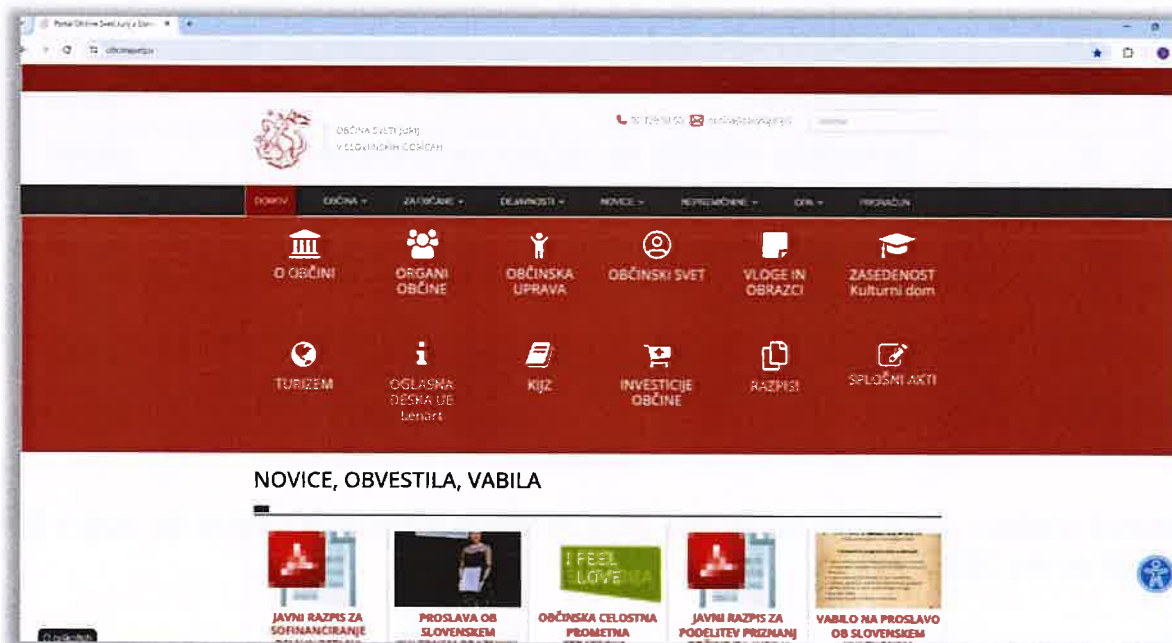 OBČINA SVETI JURIJ
V SLOVENSKIH GORICAH
DOMOV OBČINA ZA OBČANE DEJAVNOSTI NOVICE NEPREMIČNINE OPN PRORAČUN
O OBČINI
ORGANI
OBČINE
OBČINSKA
UPRAVA
OBČINSKI SVET
VLOGE IN
OBRAZCI
ZASEDENOST
Kulturni dom
TURIZEM
OGLASNA
DESKA UE
Lenart
KIJZ
INVESTICIJE
OBČINE
RAZPISI
SPLOŠNI AKTI
NOVICE, OBVESTILA, VABILA
I FEEL
SLOVENIA
JAVNI RAZPIS ZA
SOFINANCIRANJE
PROSLAVA OB
SLOVENSKEM
OBČINSKA CELOSTNA
PROMETNA
JAVNI RAZPIS ZA
PODELITEV PRIZNANJ
VABILO NA PROSLAVO
OB SLOVENSKEM